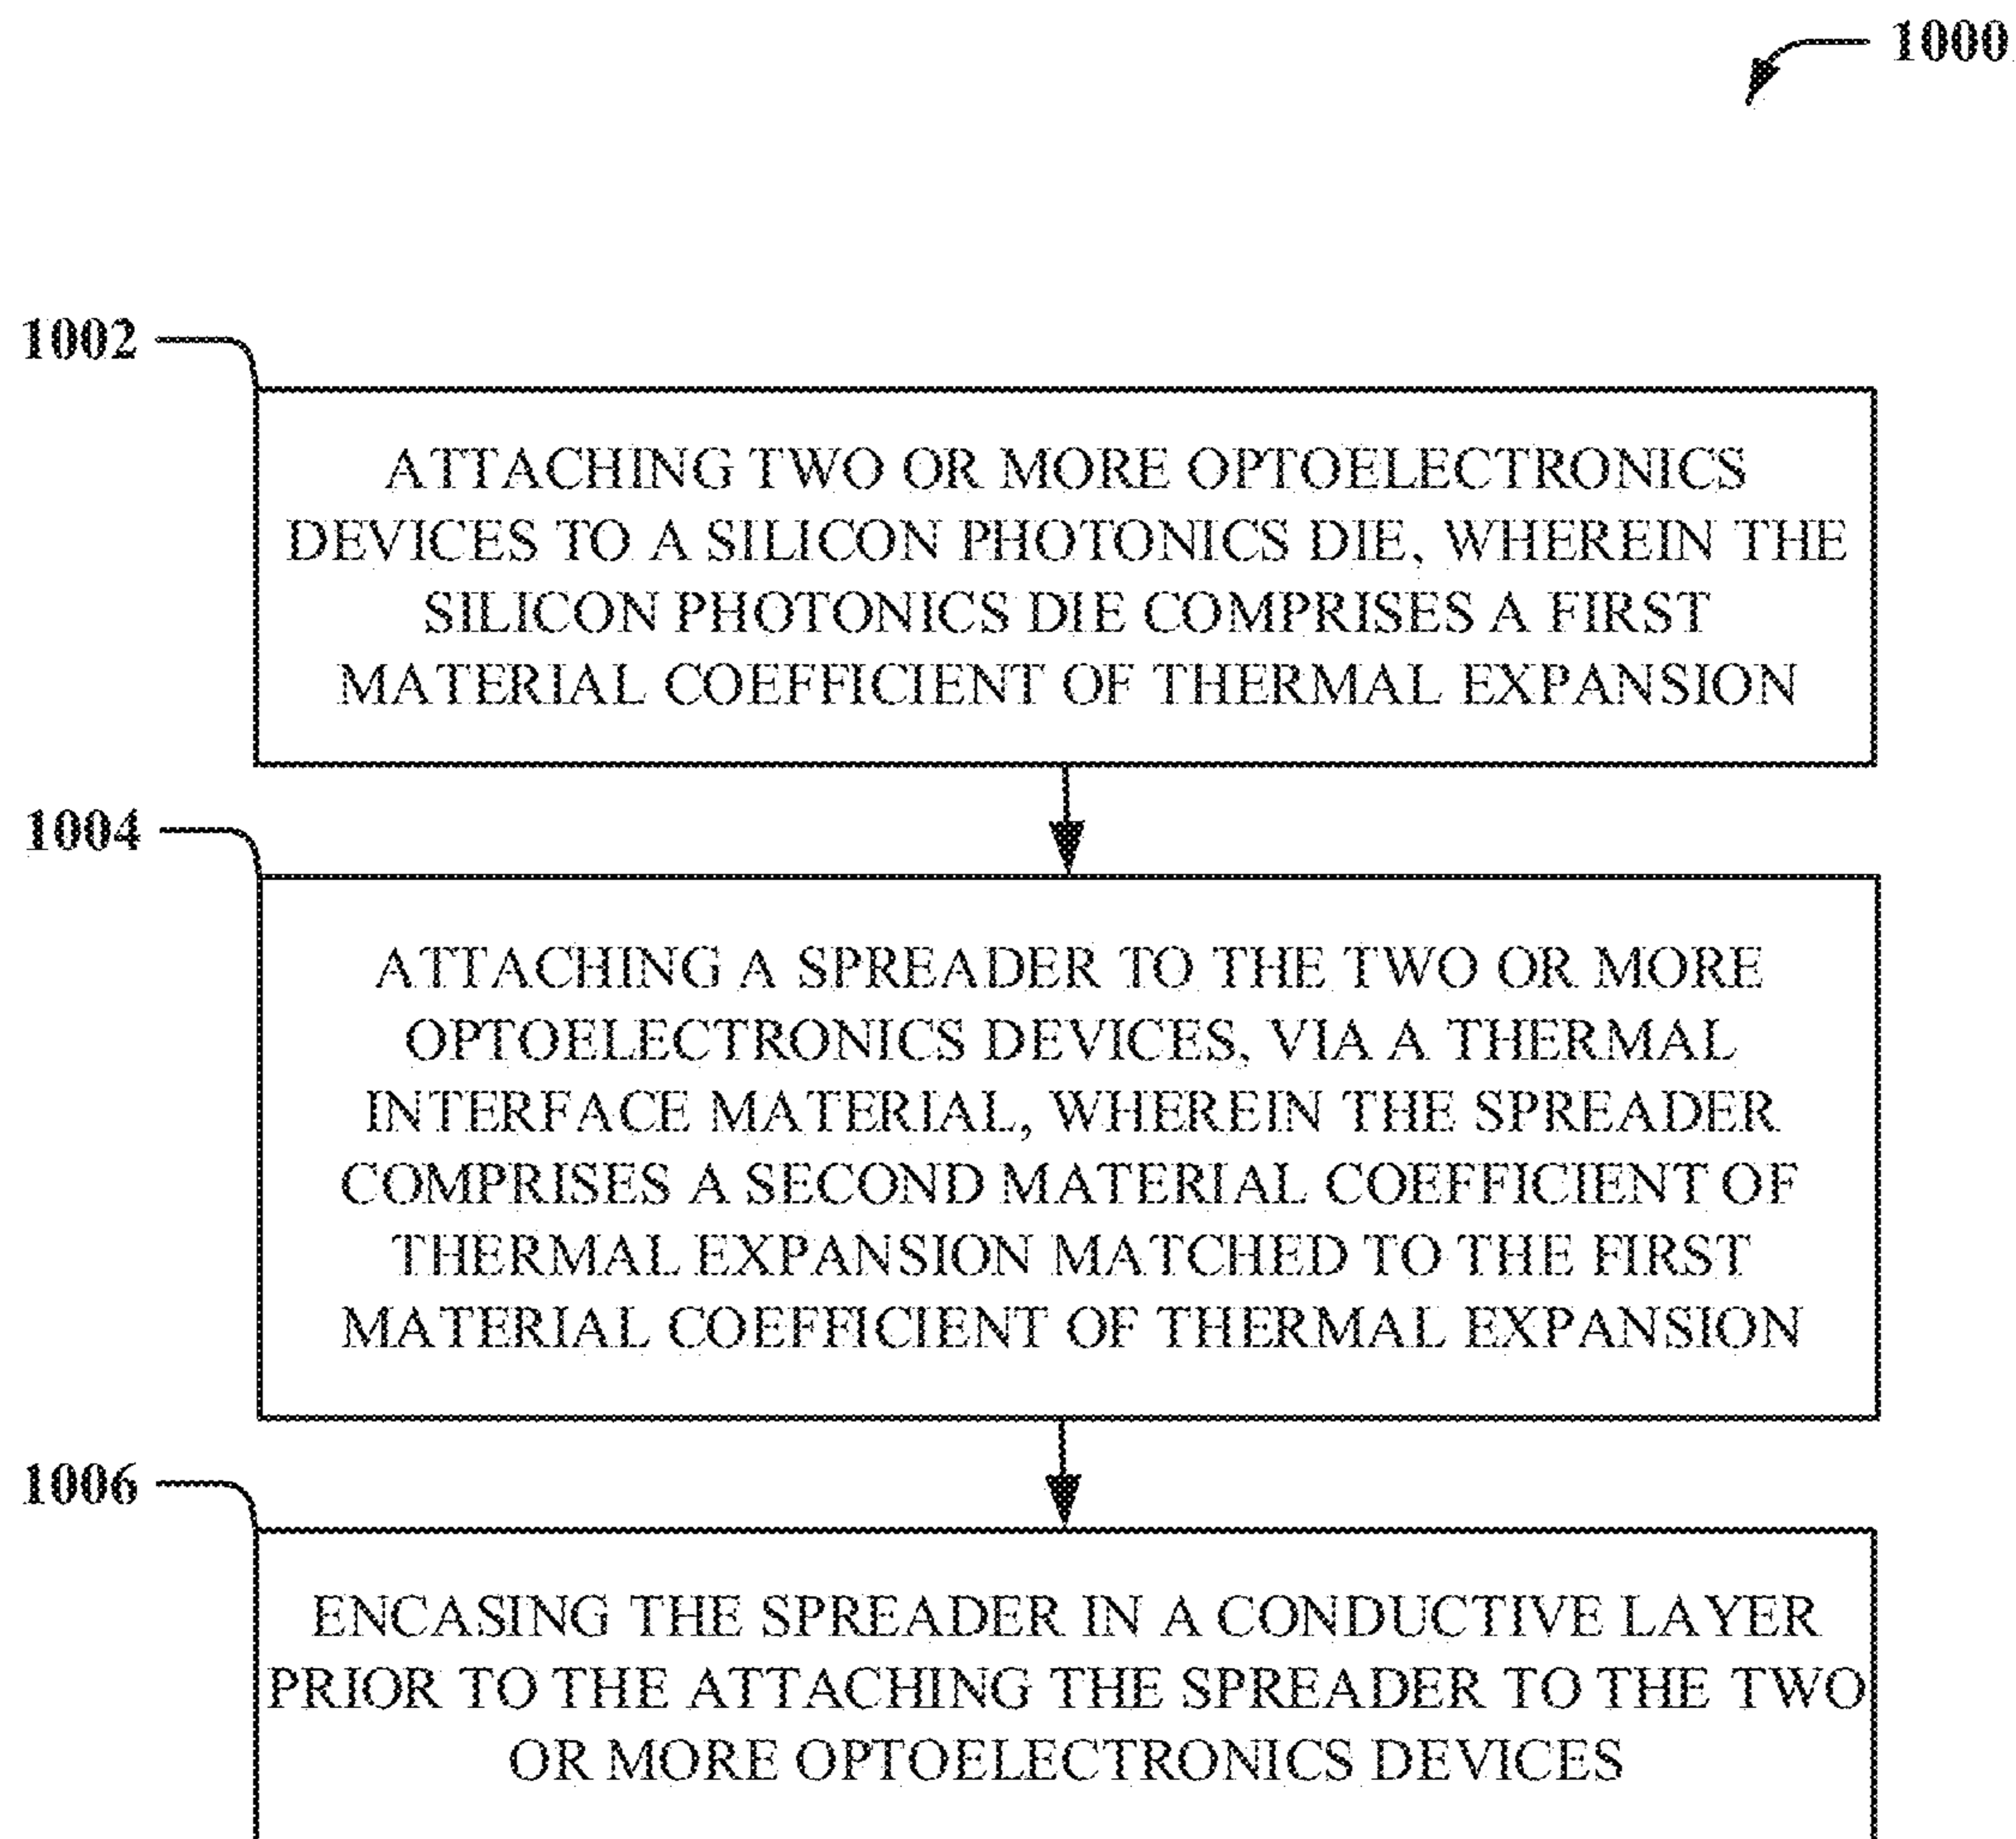 1000
1002
ATTACHING TWO OR MORE OPTOELECTRONICS
DEVICES TO A SILICON PHOTONICS DIE, WHEREIN THE
SILICON PHOTONICS DIE COMPRISES A FIRST
MATERIAL COEFFICIENT OF THERMAL EXPANSION
1004
ATTACHING A SPREADER TO THE TWO OR MORE
OPTOELECTRONICS DEVICES, VIA A THERMAL
INTERFACE MATERIAL, WHEREIN THE SPREADER
COMPRISES A SECOND MATERIAL COEFFICIENT OF
THERMAL EXPANSION MATCHED TO THE FIRST
MATERIAL COEFFICIENT OF THERMAL EXPANSION
1006
ENCASING THE SPREADER IN A CONDUCTIVE LAYER
PRIOR TO THE ATTACHING THE SPREADER TO THE TWO
OR MORE OPTOELECTRONICS DEVICES